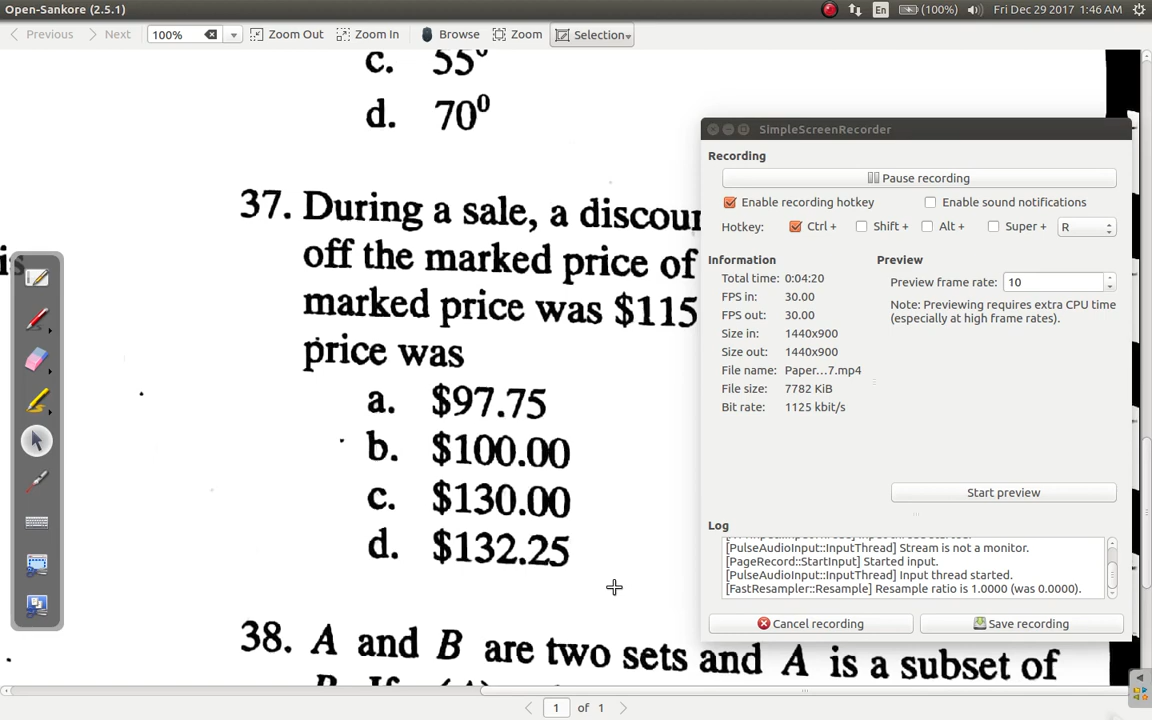 Open-Sankore (2.5.1)
En
(100%)
Fri Dec 29 2017 1:46 AM
Previous
Next
100%
Zoom Out
Zoom In
Browse
Zoom
Selection
c. 55⁰
d. 70⁰
37. During a sale, a
off the marked price of
marked price was $115
price was
a. $97.75
b. $100.00
c. $130.00
d. $132.25
38. A and B are two sets and A is a subset of
SimpleScreenRecorder
Recording
Pause recording
Enable recording hotkey
Enable sound notifications
Hotkey:
Ctrl +
Shift +
Alt +
Super +
R
Information
Total time: 0:04:20
FPS in: 30.00
FPS out: 30.00
Size in: 1440x900
Size out: 1440x900
File name: Paper...7.mp4
File size: 7782 KiB
Bit rate: 1125 kbit/s
Preview
Preview frame rate: 10
Note: Previewing requires extra CPU time
(especially at high frame rates).
Start preview
Log
[PulseAudioInput::InputThread] Stream is not a monitor.
[PageRecord::StartInput] Started input.
[PulseAudioInput::InputThread] Input thread started.
[FastResampler::Resample] Resample ratio is 1.0000 (was 0.0000).
Cancel recording
Save recording
1 of 1